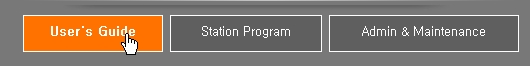 User`s Guide
Station Program
Admin & Maintenance